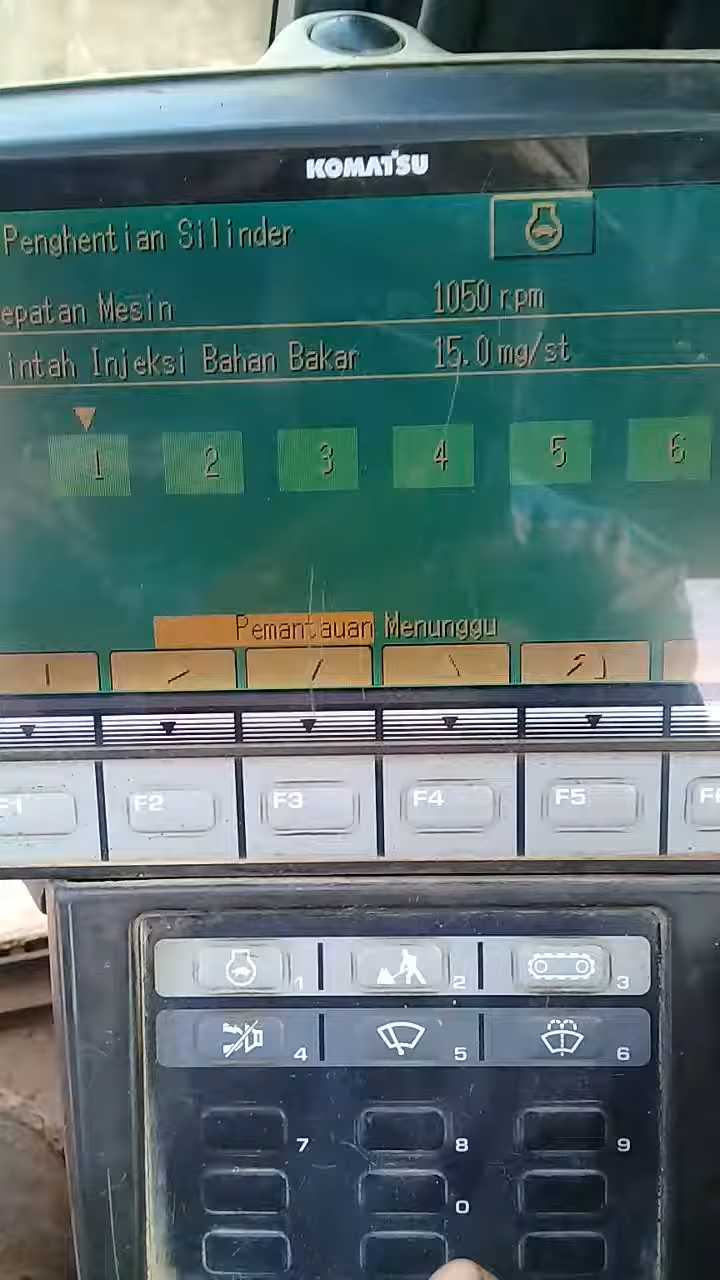 KOMATSU
Penghentian Silinder
epatan Mesin 1050 rpm
intah Injeksi Bahan Bakar 15.0 mg/st
1 2 3 4 5 6
Pemantauan Menunggu
F1 F2 F3 F4 F5 F6
1 2 3
4 5 6
7 8 9
0